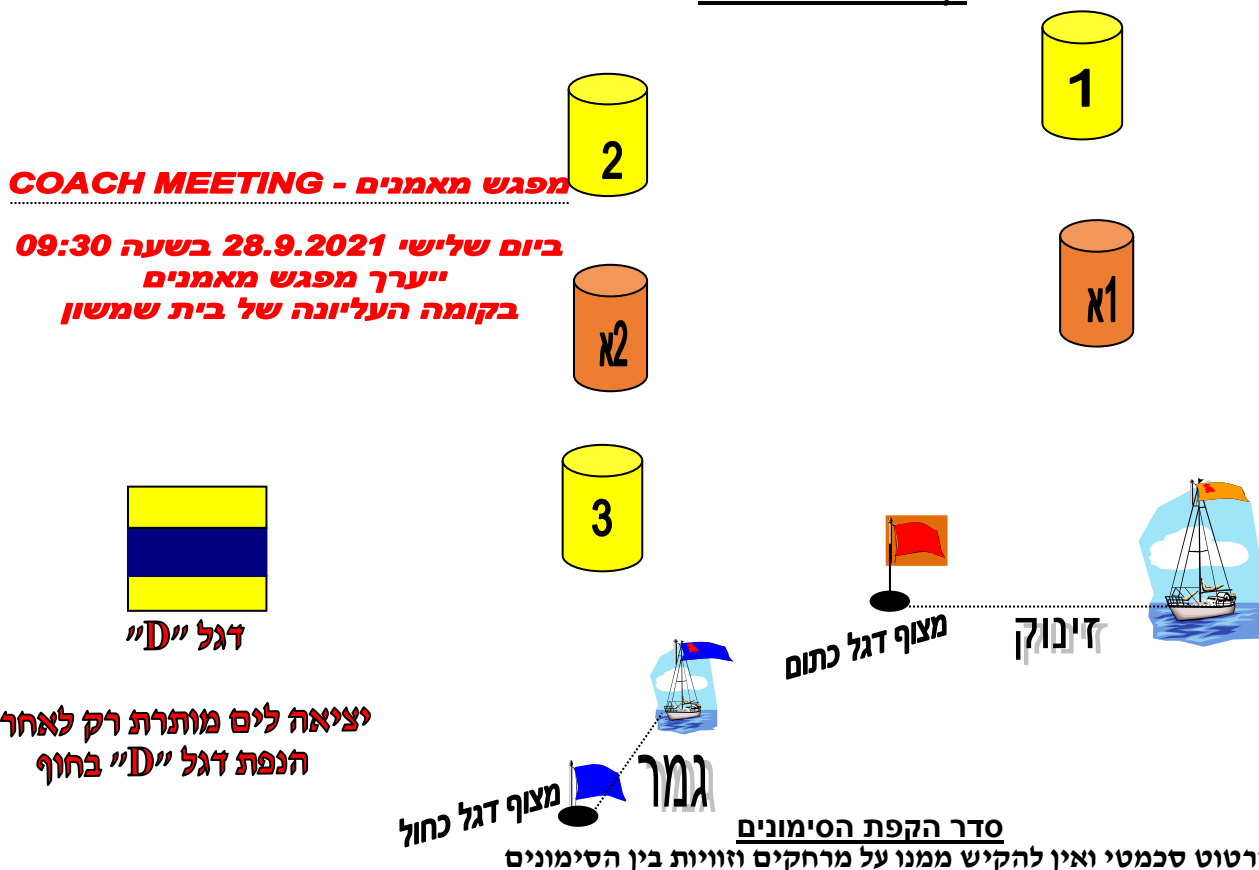 1
2
מפגש מאמנים - COACH MEETING
ביום שלישי 28.9.2021 בשעה 09:30
ייערך מפגש מאמנים
בקומה העליונה של בית שמשון
1א
2א
3
דגל "D"
זינוק
מצוף דגל כתום
יציאה לים מותרת רק לאחר
הנפת דגל "D" בחוף
גמר
מצוף דגל כחול
סדר הקפת הסימונים
סכמטי ואין להקיש ממנו על מרחקים וזוויות בין הסימונים